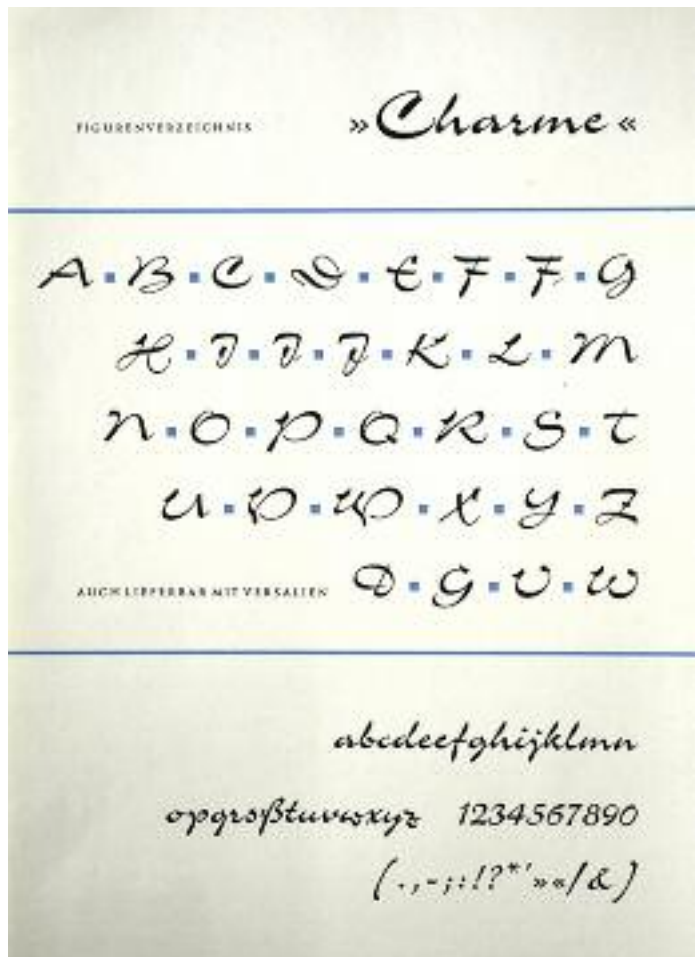 FIGURENVERZEICHNIS »Charme«
A▪B▪C▪D▪E▪F▪F▪G
H▪I▪I▪J▪K▪L▪M
N▪O▪P▪Q▪R▪S▪T
U▪V▪W▪X▪Y▪Z
AUCH LIEFERBAR MIT VERSALIEN D▪G▪U▪W
abcdeefghijklmn
opqrsßtuvwxyz 1234567890
(.,-;:!?*'»«/&)